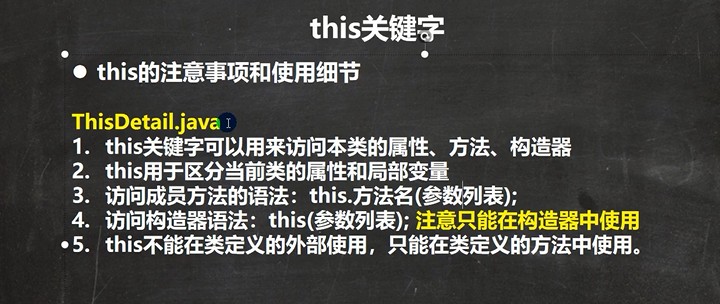 this关键字
● this的注意事项和使用细节
ThisDetail.java
1. this关键字可以用来访问本类的属性、方法、构造器
2. this用于区分当前类的属性和局部变量
3. 访问成员方法的语法：this.方法名(参数列表);
4. 访问构造器语法：this(参数列表); 注意只能在构造器中使用
5. this不能在类定义的外部使用，只能在类定义的方法中使用。